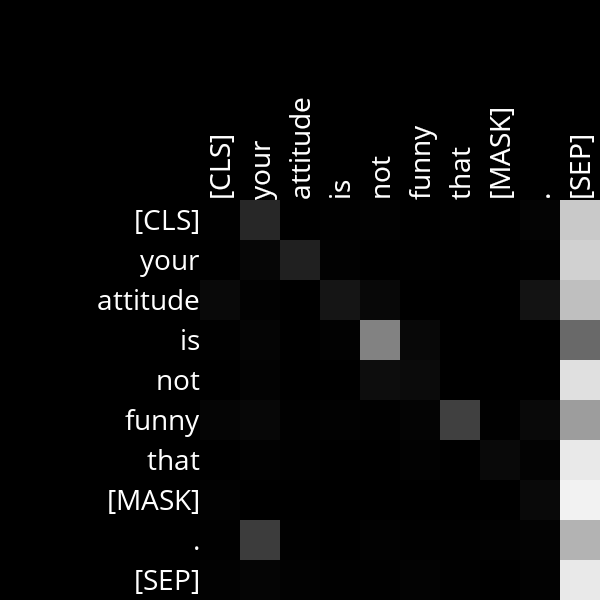 [CLS] your attitude is not funny that [MASK] . [SEP]
[CLS]
your
attitude
is
not
funny
that
[MASK]
.
[SEP]